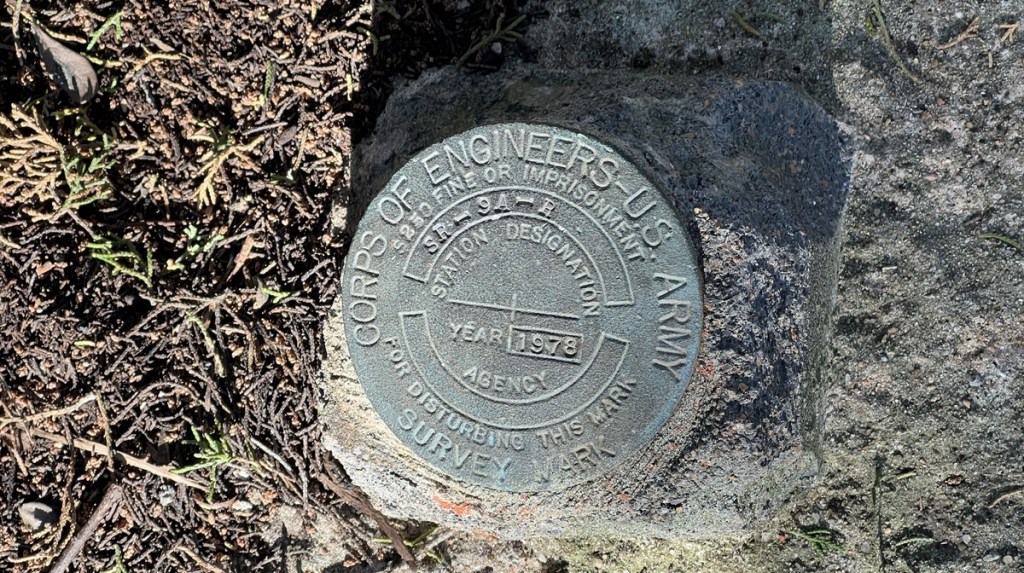 CORPS OF ENGINEERS–U.S. ARMY
$250 FINE OR IMPRISONMENT
SR–9A–B
STATION DESIGNATION
YEAR 1978
AGENCY
FOR DISTURBING THIS MARK
SURVEY MARK